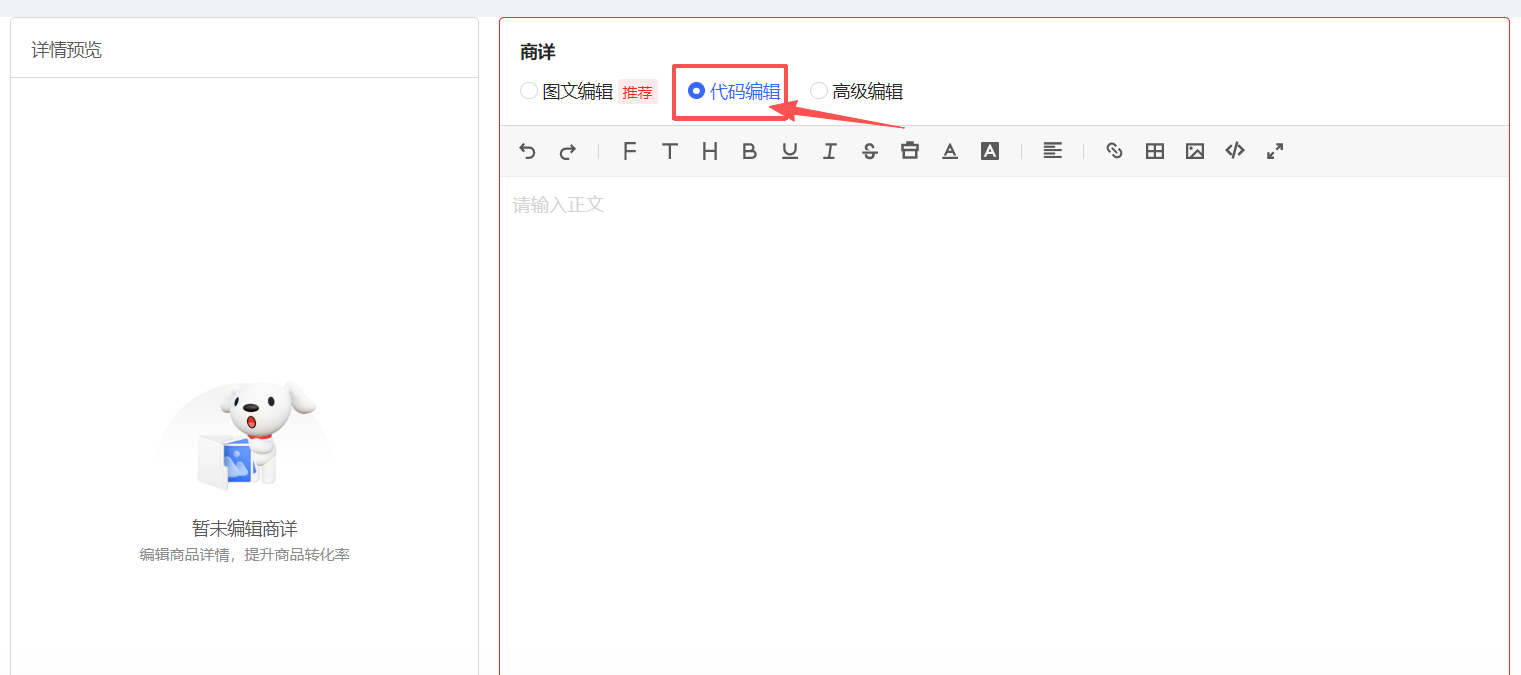 详情预览
商详
图文编辑 推荐 代码编辑 高级编辑
F T H B U I S A A
请输入正文
暂未编辑商详
编辑商品详情，提升商品转化率